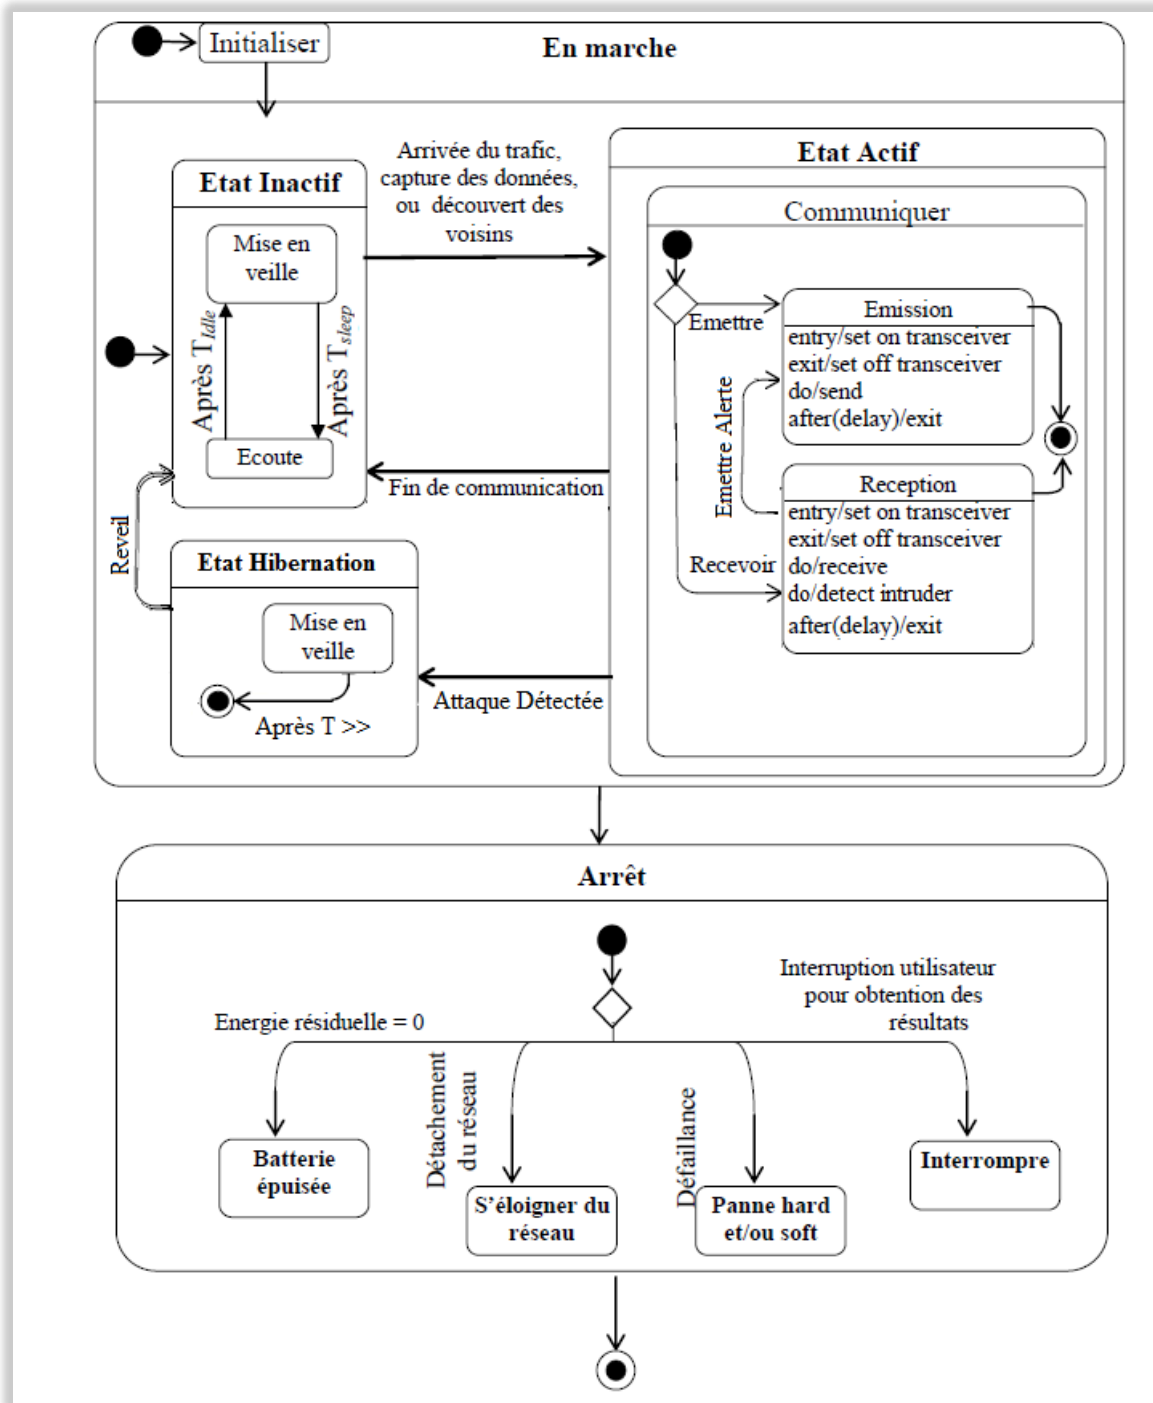 Initialiser
En marche
Arrivée du trafic,
capture des données,
ou découvert des
voisins
Etat Inactif
Mise en
veille
Après T_Idle
Après T_sleep
Ecoute
Etat Actif
Communiquer
Emettre
Emission
entry/set on transceiver
exit/set off transceiver
do/send
after(delay)/exit
Emettre Alerte
Fin de communication
Reception
entry/set on transceiver
exit/set off transceiver
do/receive
do/detect intruder
after(delay)/exit
Recevoir
Reveil
Etat Hibernation
Mise en
veille
Après T >>
Attaque Détectée
Arrêt
Interruption utilisateur
pour obtention des
résultats
Energie résiduelle = 0
Détachement
du réseau
Défaillance
Batterie
épuisée
S'éloigner du
réseau
Panne hard
et/ou soft
Interrompre